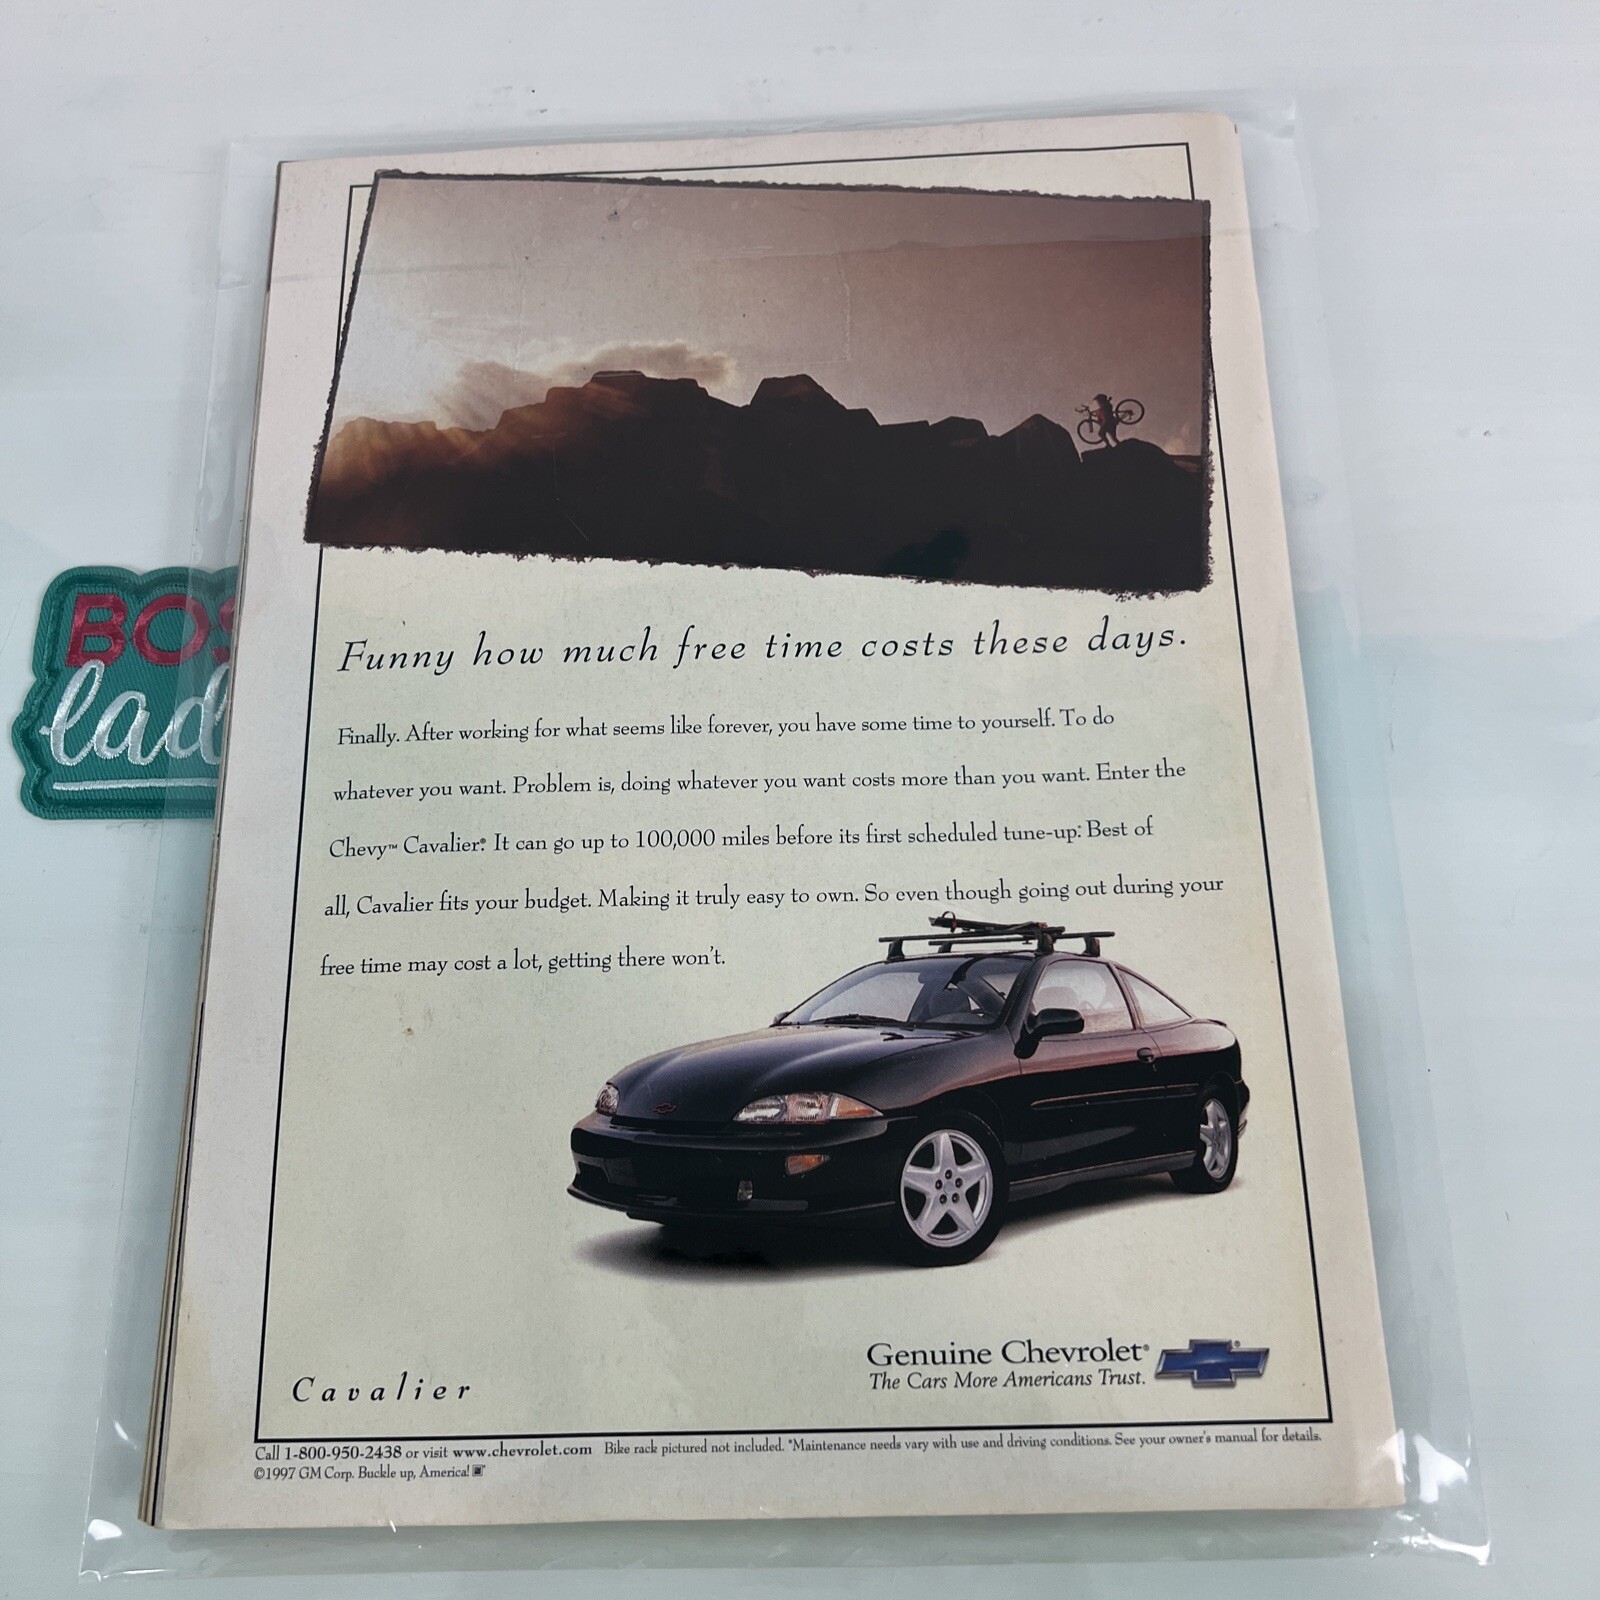 Funny how much free time costs these days.
Finally. After working for what seems like forever, you have some time to yourself. To do
whatever you want. Problem is, doing whatever you want costs more than you want. Enter the
Chevy™ Cavalier.® It can go up to 100,000 miles before its first scheduled tune-up.* Best of
all, Cavalier fits your budget. Making it truly easy to own. So even though going out during your
free time may cost a lot, getting there won't.
Genuine Chevrolet®
The Cars More Americans Trust.
Cavalier
Call 1-800-950-2438 or visit www.chevrolet.com Bike rack pictured not included. *Maintenance needs vary with use and driving conditions. See your owner's manual for details.
©1997 GM Corp. Buckle up, America!
BOS
lad